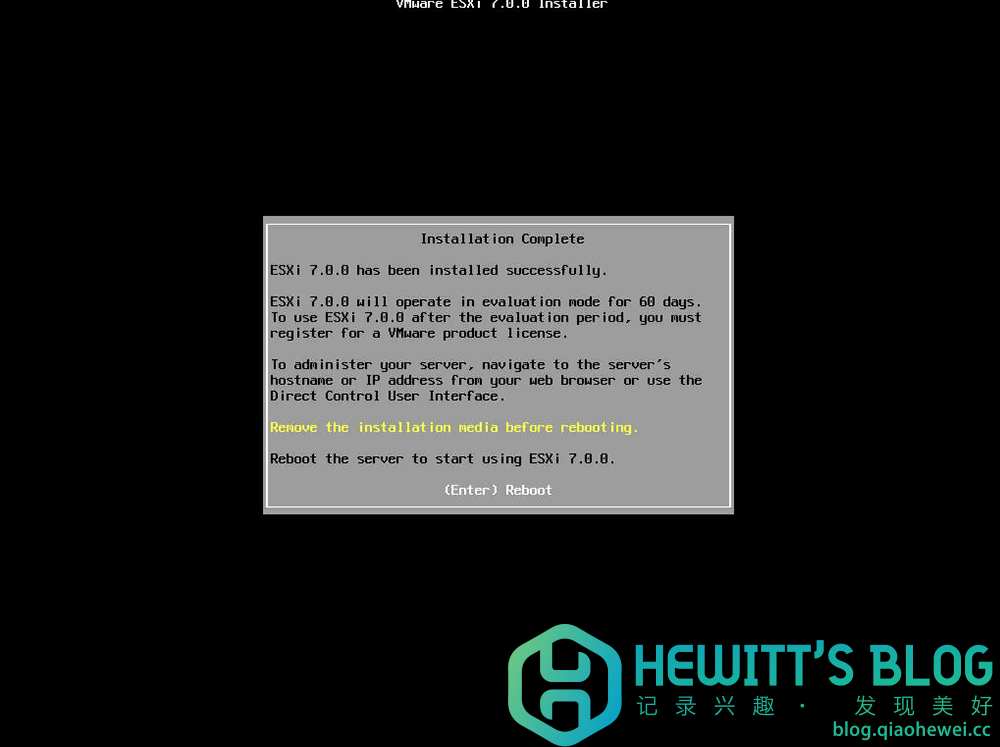 VMware ESXi 7.0.0 Installer
Installation Complete
ESXi 7.0.0 has been installed successfully.
ESXi 7.0.0 will operate in evaluation mode for 60 days.
To use ESXi 7.0.0 after the evaluation period, you must
register for a VMware product license.
To administer your server, navigate to the server's
hostname or IP address from your web browser or use the
Direct Control User Interface.
Remove the installation media before rebooting.
Reboot the server to start using ESXi 7.0.0.
(Enter) Reboot
HEWITT'S BLOG
记录兴趣 · 发现美好
blog.qiaohewei.cc